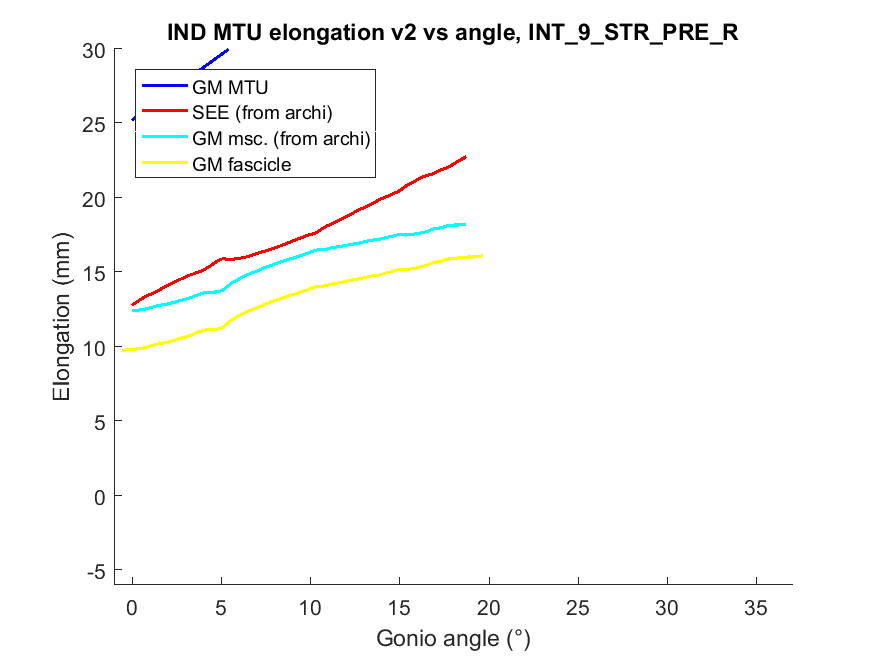 IND MTU elongation v2 vs angle, INT_9_STR_PRE_R
30
25
20
15
10
5
0
-5
Elongation (mm)
GM MTU
SEE (from archi)
GM msc. (from archi)
GM fascicle
0 5 10 15 20 25 30 35
Gonio angle (°)